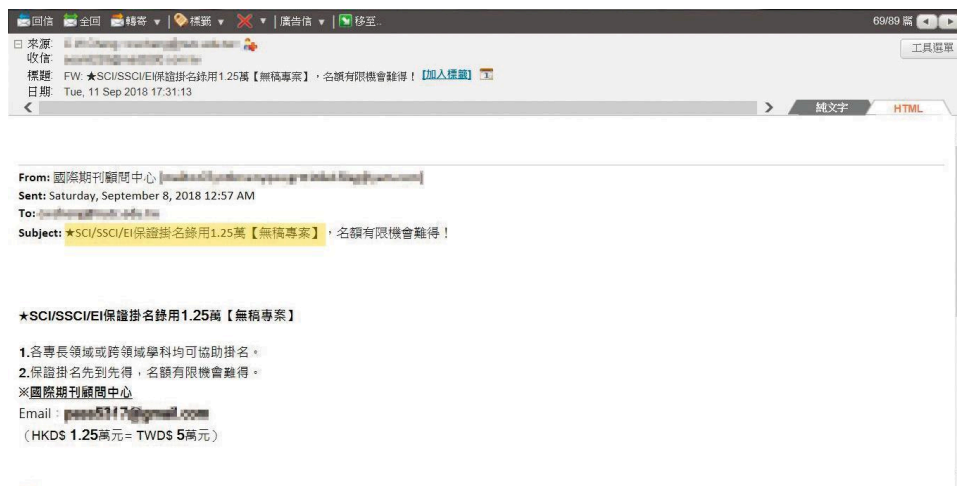 回信 全回 轉寄 ▼ | 標籤 ▼ ▼ | 廣告信 ▼ | 移至.. 69/89 篇
來源: 工具選單
收信:
標題: FW: ★SCI/SSCI/EI保證掛名錄用1.25萬【無稿專案】，名額有限機會難得！ [加入標籤]
日期: Tue, 11 Sep 2018 17:31:13
純文字 HTML
From: 國際期刊顧問中心
Sent: Saturday, September 8, 2018 12:57 AM
To:
Subject: ★SCI/SSCI/EI保證掛名錄用1.25萬【無稿專案】，名額有限機會難得！
★SCI/SSCI/EI保證掛名錄用1.25萬【無稿專案】
1.各專長領域或跨領域學科均可協助掛名。
2.保證掛名先到先得，名額有限機會難得。
※國際期刊顧問中心
Email：
（HKD$ 1.25萬元= TWD$ 5萬元）